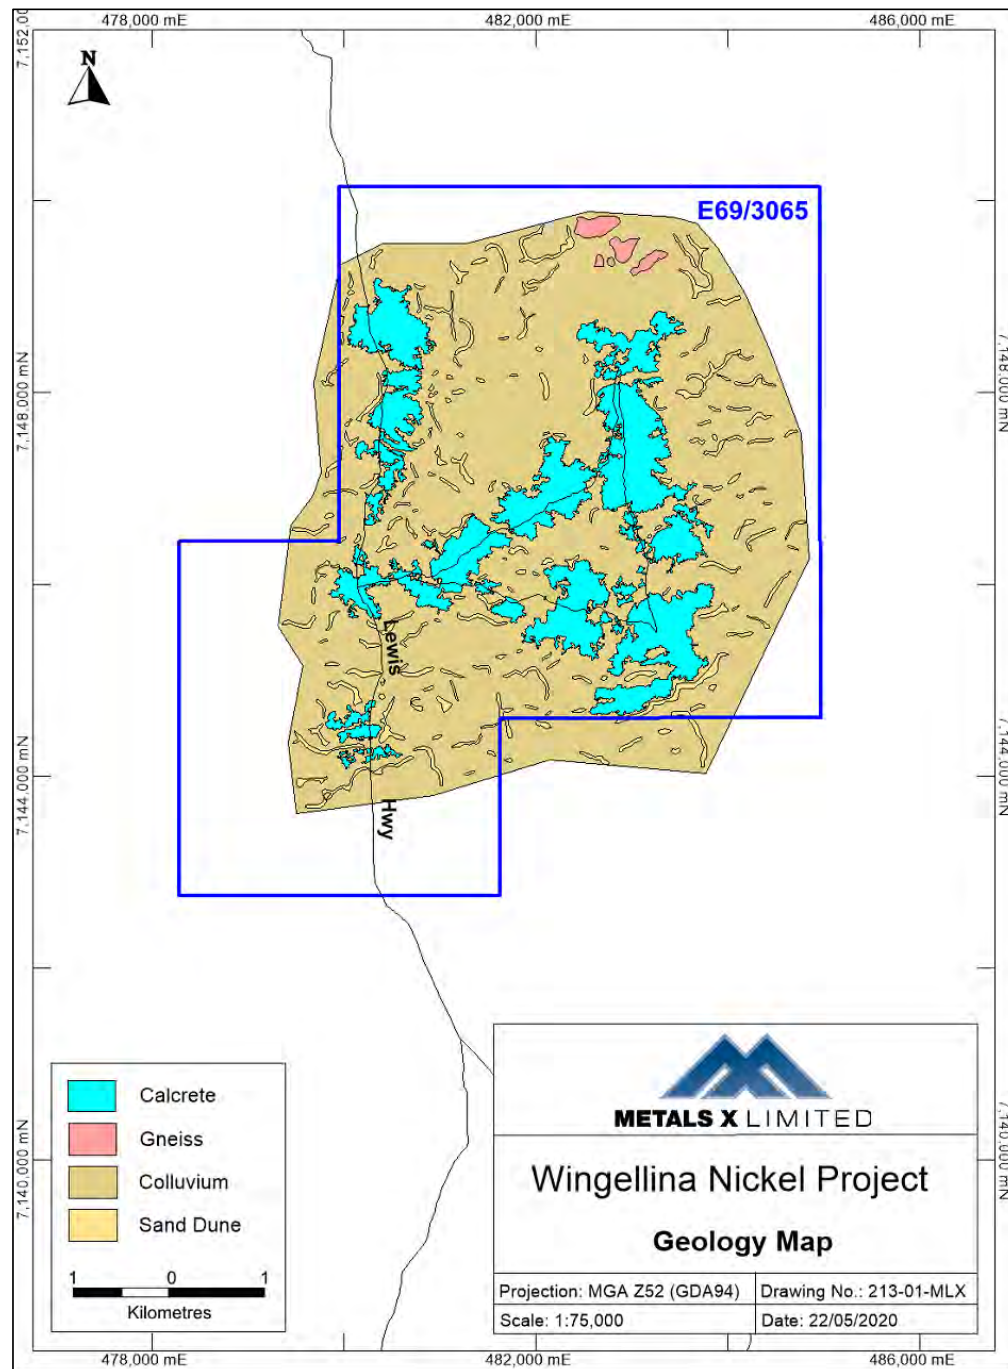 478,000 mE 482,000 mE 486,000 mE
7,152,00
N
E69/3065
7,148,000 mN
7,148,000 mN
Lewis
Hwy
7,144,000 mN
7,144,000 mN
Calcrete
Gneiss
Colluvium
Sand Dune
1 0 1
Kilometres
METALS X LIMITED
Wingellina Nickel Project
Geology Map
Projection: MGA Z52 (GDA94) Drawing No.: 213-01-MLX
Scale: 1:75,000 Date: 22/05/2020
7,140,000 mN
7,140,000 mN
478,000 mE 482,000 mE 486,000 mE